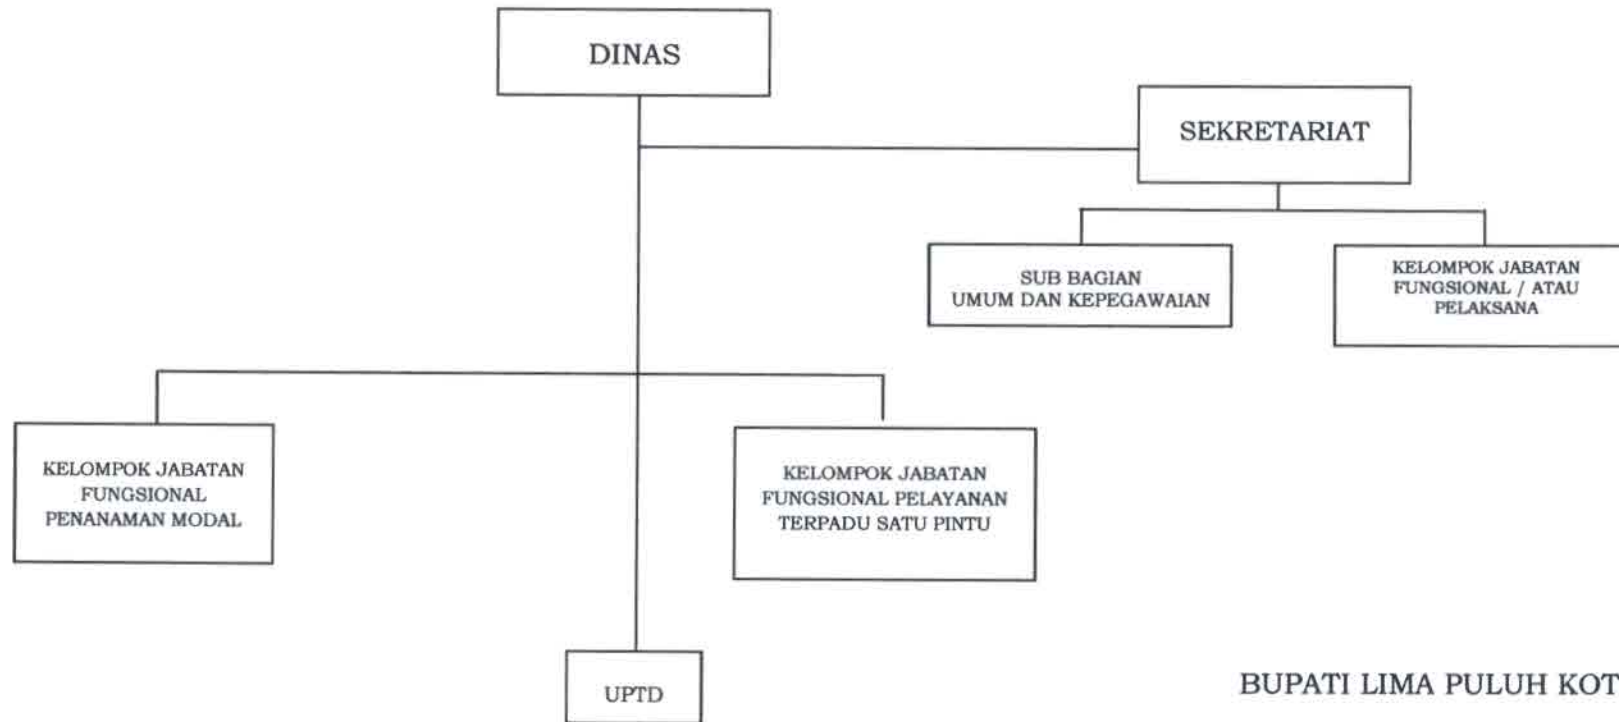 DINAS
SEKRETARIAT
SUB BAGIAN
UMUM DAN KEPEGAWAIAN
KELOMPOK JABATAN
FUNGSIONAL / ATAU
PELAKSANA
KELOMPOK JABATAN
FUNGSIONAL
PENANAMAN MODAL
KELOMPOK JABATAN
FUNGSIONAL PELAYANAN
TERPADU SATU PINTU
UPTD
BUPATI LIMA PULUH KOT